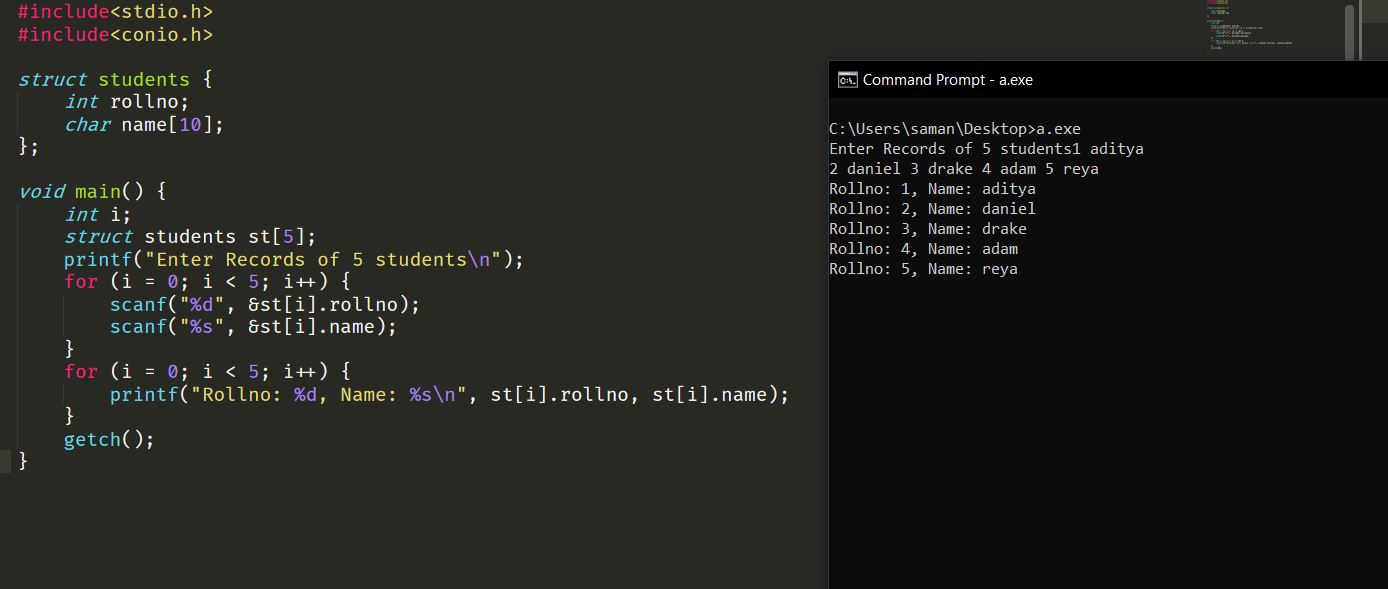 #include<stdio.h>
#include<conio.h>
struct students {
    int rollno;
    char name[10];
};
void main() {
    int i;
    struct students st[5];
    printf("Enter Records of 5 students\n");
    for (i = 0; i < 5; i++) {
        scanf("%d", &st[i].rollno);
        scanf("%s", &st[i].name);
    }
    for (i = 0; i < 5; i++) {
        printf("Rollno: %d, Name: %s\n", st[i].rollno, st[i].name);
    }
    getch();
}
Command Prompt - a.exe
C:\Users\saman\Desktop>a.exe
Enter Records of 5 students1 aditya
2 daniel 3 drake 4 adam 5 reya
Rollno: 1, Name: aditya
Rollno: 2, Name: daniel
Rollno: 3, Name: drake
Rollno: 4, Name: adam
Rollno: 5, Name: reya